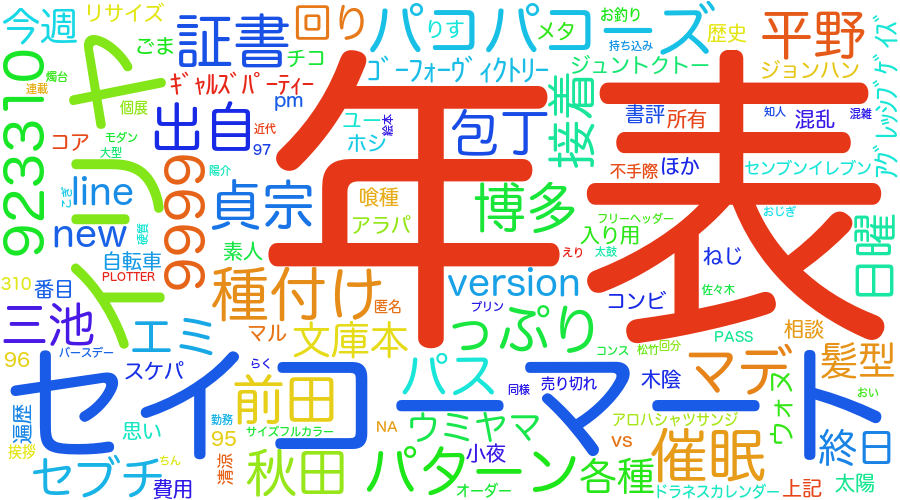 今週
リサイズ
ごま
証書
回り
チコ
パコパコーズ
りす
メタ
お釣り
持ち込み
歴史
平野
ジョンハン
ｱｸﾞﾚｯｼﾌﾞｹﾞｲｽﾞ
燭台
連載
923310
個展
ｷﾞｬﾙｽﾞﾊﾟｰﾃｨｰ
ｺﾞｰﾌｫｰｳﾞｨｸﾄﾘｰ
ジュントクトー
pm
コア
モダン
大型
出自
近代
97
ユー
ホシ
絵本
包丁
接着
書評
所有
知人
混乱
混雑
年表
9999
陽介
line
こぎ
貞宗
喰種
アラパ
博多
不手際
ほか
センブンイレブン
new
硬質
自転車
PLOTTER
素人
フリーヘッダー
入り用
太鼓
えり
おじぎ
日曜
ねじ
310
番目
種付け
匿名
version
プリン
コンビ
佐々木
三池
エミ
マル
文庫本
っぷり
コンス
松竹
回分
PASS
相談
96
バースデー
スケパ
らく
パス
同様
売り切れ
木陰
マデ
髪型
セイコーマート
前田
ウォヌ
おい
遍歴
挨拶
思い
勤務
95
サイズフルカラー
NA
ウミヤマ
小夜
アロハシャツサンジ
vs
催眠
終日
セブチ
ちん
費用
清浜
秋田
パターン
オーダー
各種
ドラネスカレンダー
上記
太陽